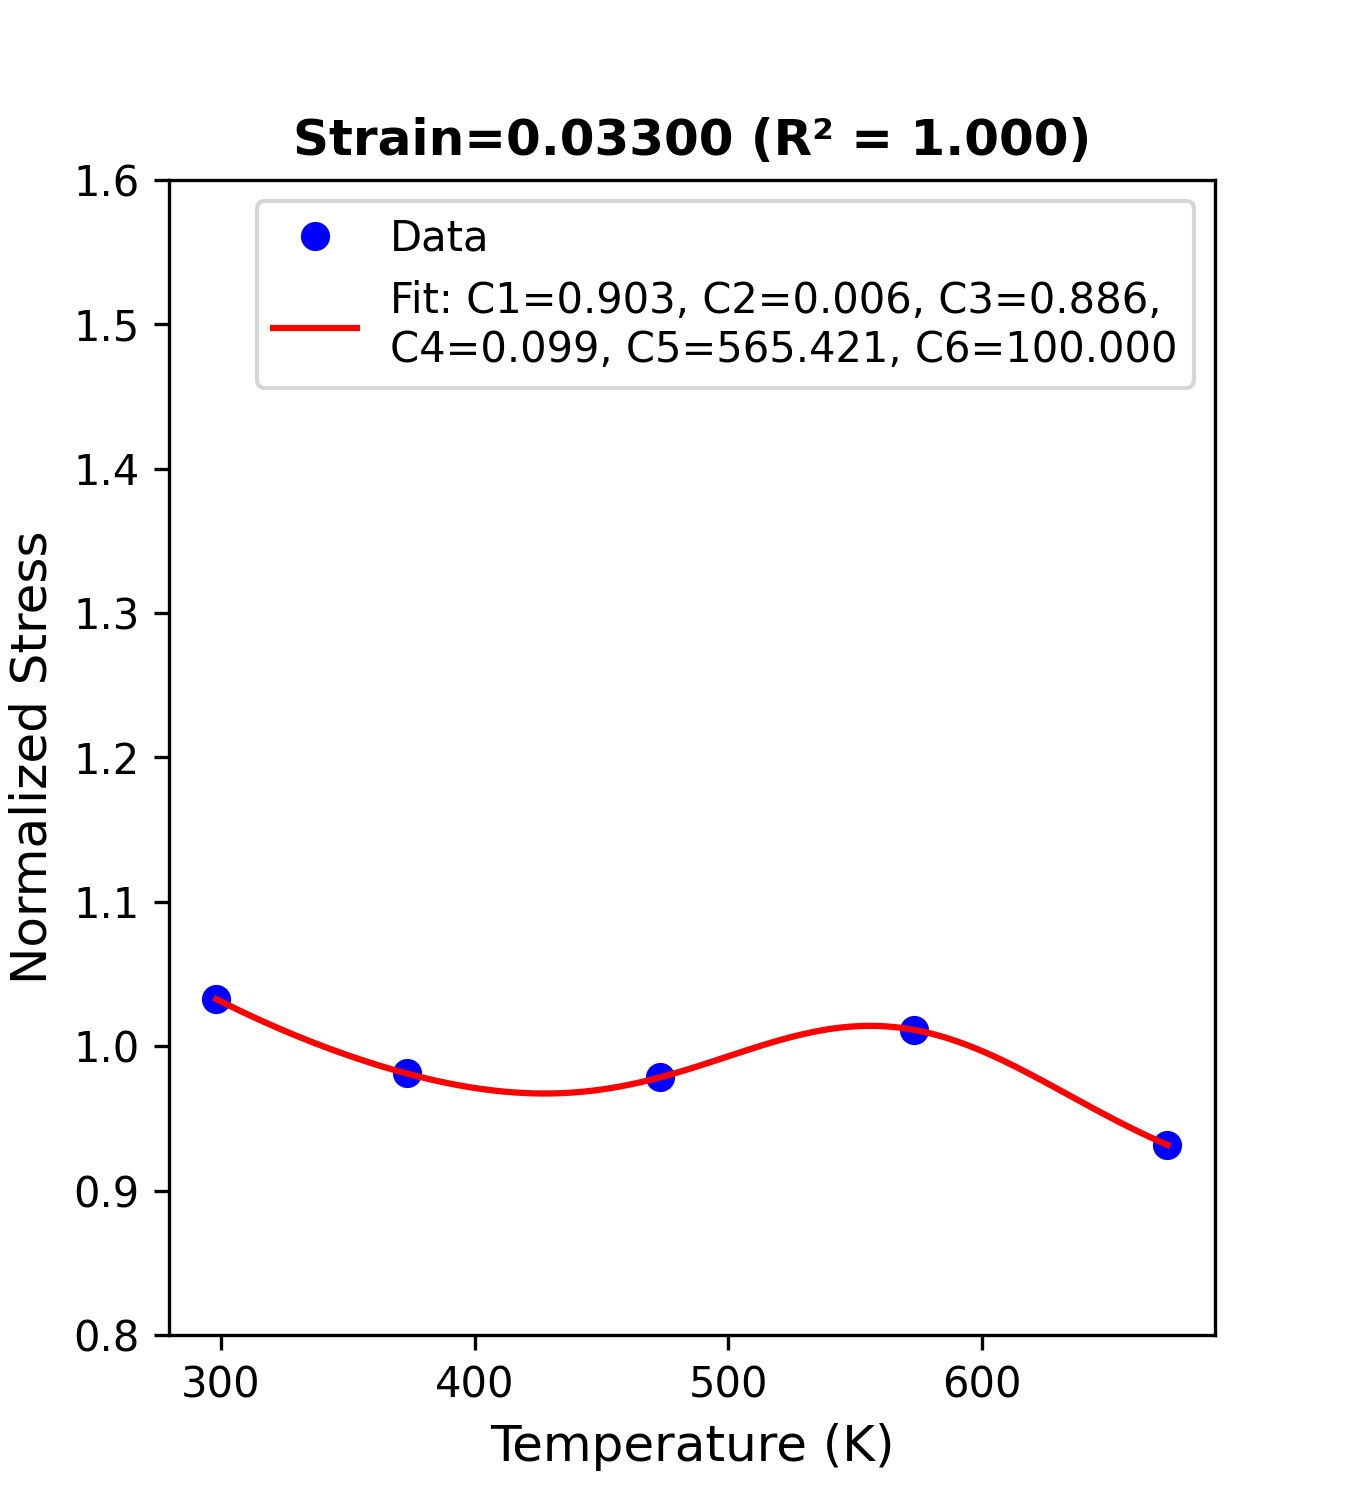 Strain=0.03300 (R² = 1.000)
1.6
1.5
1.4
1.3
1.2
1.1
1.0
0.9
0.8
Normalized Stress
Data
Fit: C1=0.903, C2=0.006, C3=0.886,
C4=0.099, C5=565.421, C6=100.000
300 400 500 600
Temperature (K)